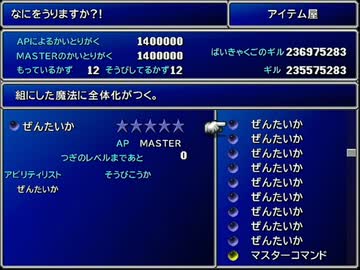 なにをうりますか?!
アイテム屋
APによるかいとりがく 1400000
MASTERのかいとりがく 1400000
もっているかず 12 そうびしてるかず 12
ばいきゃくごのギル 236975283
ギル 235575283
組にした魔法に全体化がつく。
ぜんたいか
AP MASTER
つぎのレベルまであと 0
アビリティリスト そうびこうか
ぜんたいか
ぜんたいか
ぜんたいか
ぜんたいか
ぜんたいか
ぜんたいか
ぜんたいか
ぜんたいか
ぜんたいか
ぜんたいか
マスターコマンド